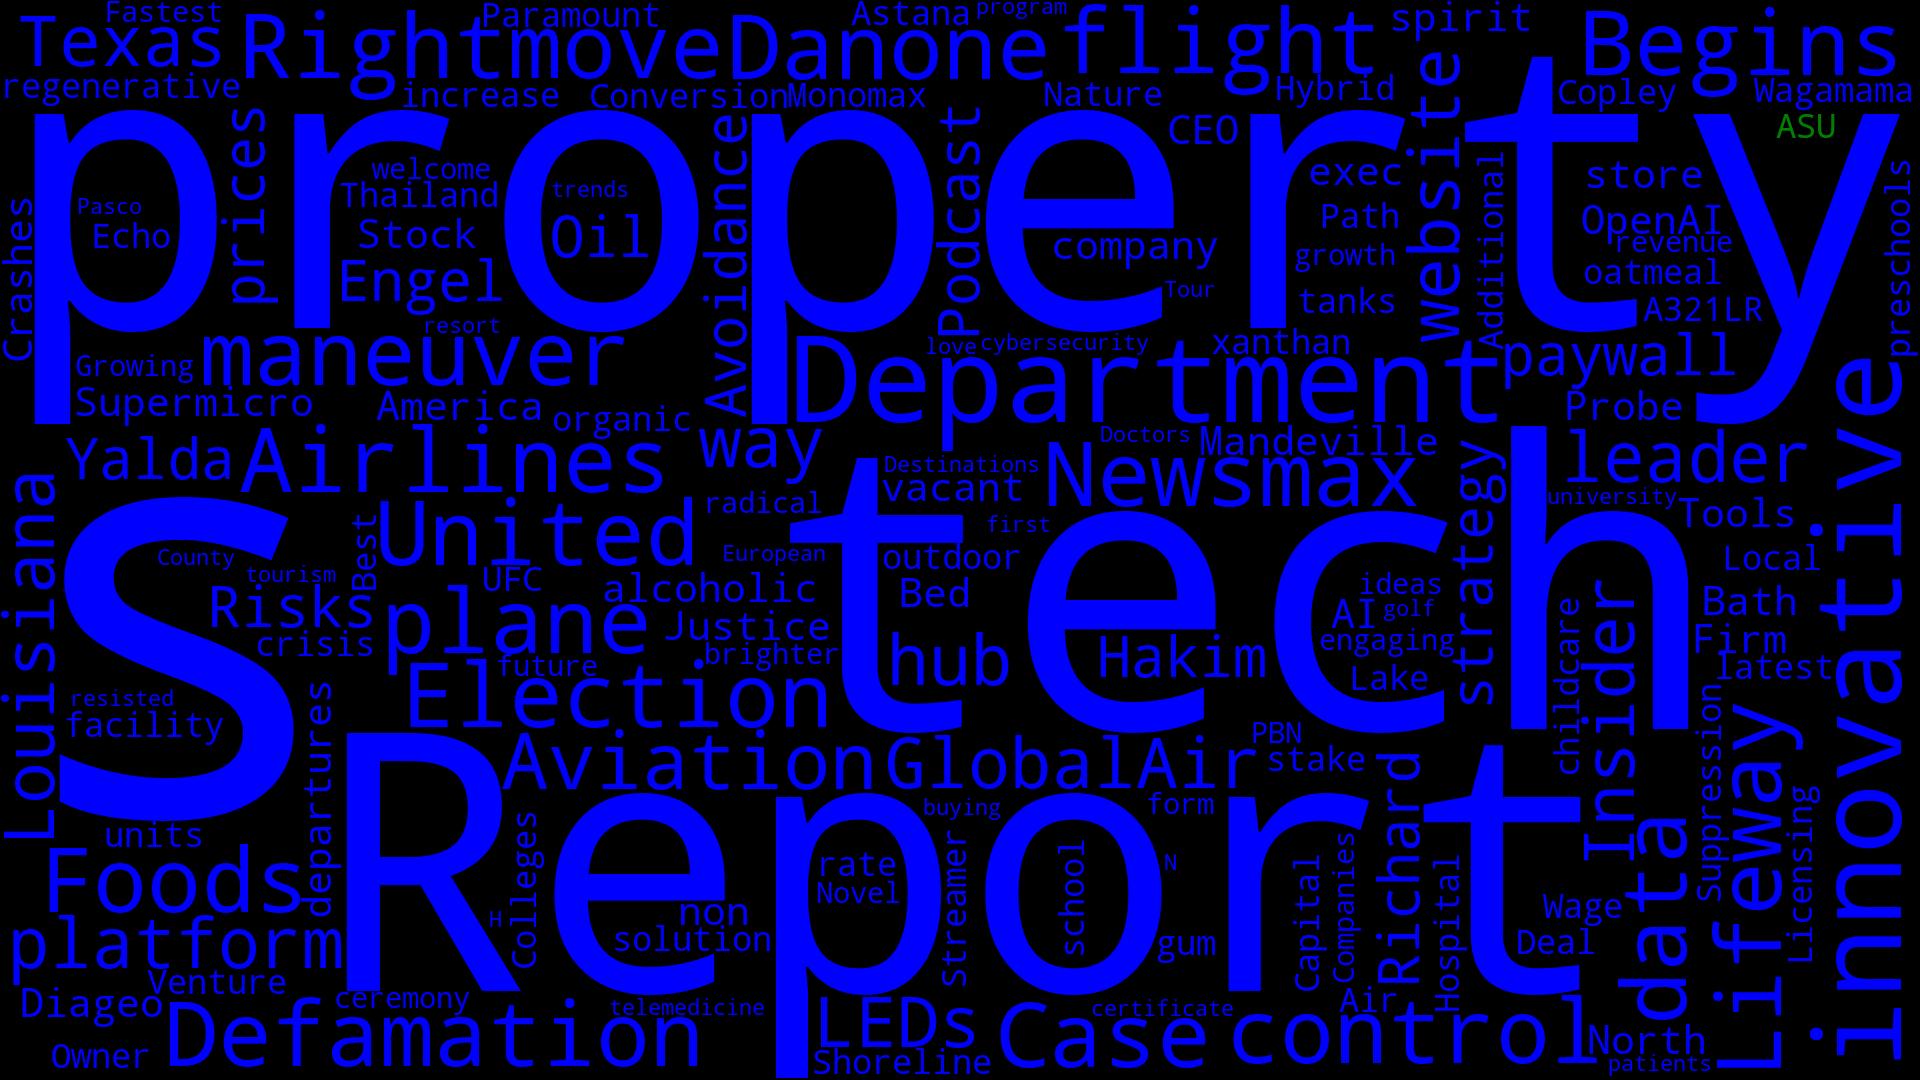 Texas
Fastest
Rightmove
Paramount
Danone
Astana
program
flight
spirit
Begins
regenerative
increase
Conversion
Monomax
Nature
Hybrid
Copley
Wagamama
ASU
property
prices
welcome
Thailand
trends
Stock
Oil
Engel
Pasco
Echo
Crashes
resort
Avoidance
Podcast
CEO
company
Tour
exec
Path
growth
tanks
website
Additional
store
OpenAI
revenue
oatmeal
A321LR
preschools
Growing
maneuver
Supermicro
America
organic
love
cybersecurity
xanthan
Department
paywall
Probe
Yalda
Airlines
way
Doctors
Mandeville
Newsmax
leader
innovative
Louisiana
s
tech
United
radical
Destinations
vacant
first
strategy
university
Tools
County
tourism
Best
Risks
crisis
UFC
European
outdoor
alcoholic
Bed
plane
Justice
brighter
hub
Hakim
ideas
AI
golf
engaging
Lake
Local
Bath
Firm
latest
childcare
Insider
resisted
facility
future
Election
departures
Report
Aviation
Global
Air
PBN
stake
Suppression
Lifeway
Licensing
units
Foods
platform
Venture
Diageo
Owner
H
Colleges
non
solution
buying
rate
Novel
Streamer
school
form
N
gum
Capital
Companies
Richard
Hospital
Wage
Deal
data
ceremony
Defamation
telemedicine
LEDs
Shoreline
Case
certificate
Air
control
North
patients